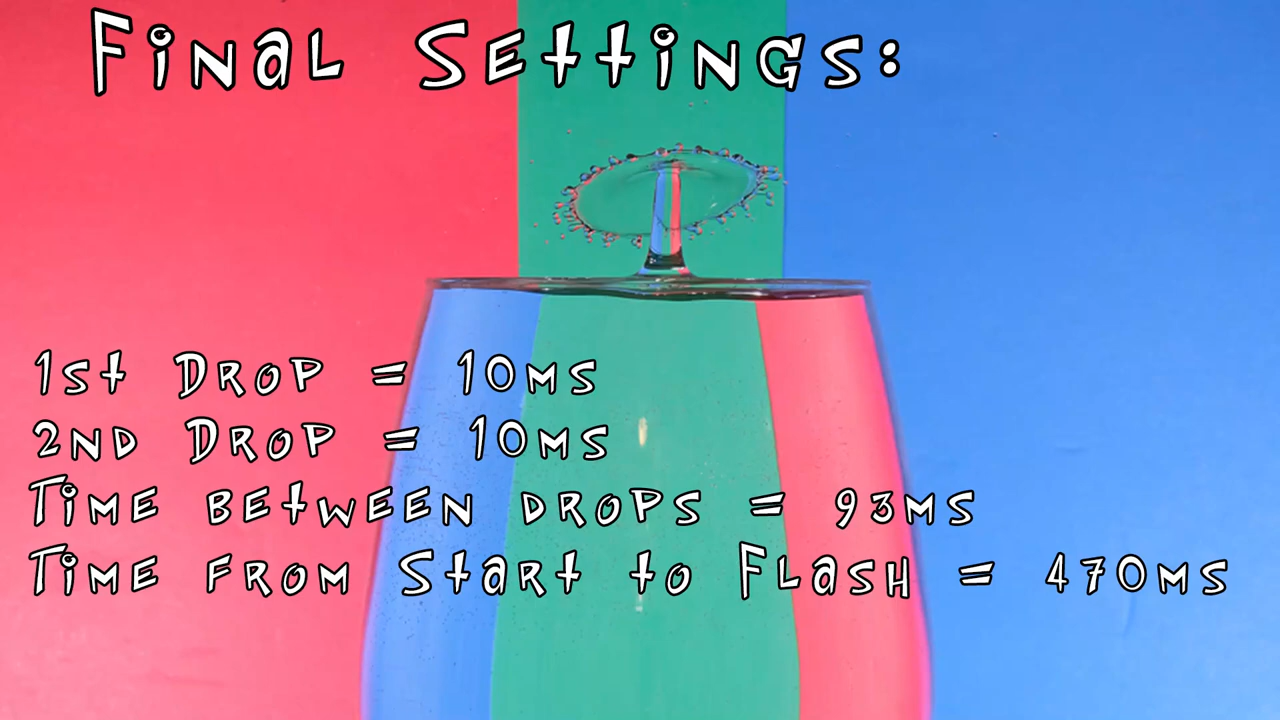 Final Settings:
1st Drop = 10ms
2nd Drop = 10ms
Time between drops = 93ms
Time from Start to Flash = 470ms